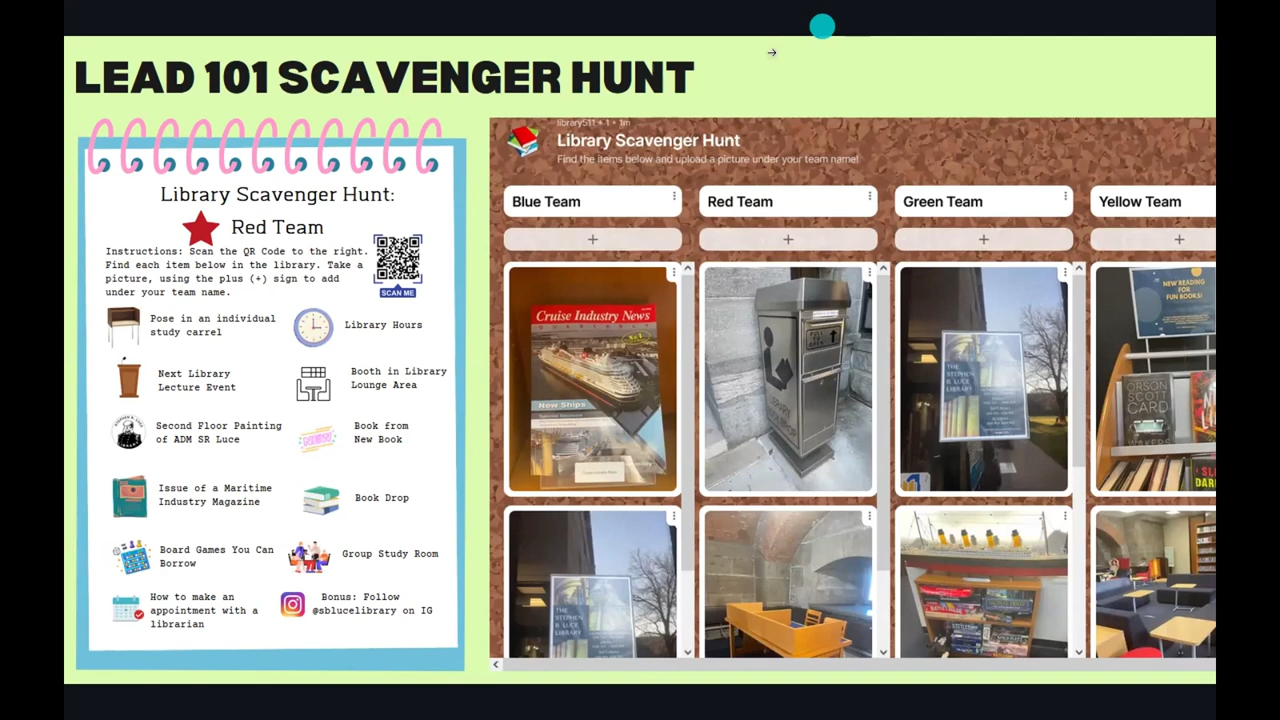 LEAD 101 SCAVENGER HUNT
Library Scavenger Hunt:
Red Team
Instructions: Scan the QR Code to the right.
Find each item below in the library. Take a
picture, using the plus (+) sign to add
under your team name.
SCAN ME
Pose in an individual
study carrel
Library Hours
Next Library
Lecture Event
Booth in Library
Lounge Area
Second Floor Painting
of ADM SR Luce
Book from
New Book
Issue of a Maritime
Industry Magazine
Book Drop
Board Games You Can
Borrow
Group Study Room
How to make an
appointment with a
librarian
Bonus: Follow
@sblucelibrary on IG
library511 + 1 • 1m
Library Scavenger Hunt
Find the items below and upload a picture under your team name!
Blue Team
Red Team
Green Team
Yellow Team
Cruise Industry News
New Ships
PULL
LIBRARY
THE
STEPHEN
B. LUCE
LIBRARY
NEW READING
FOR
FUN BOOKS!
ORSON
SCOTT
CARD
THE
STEPHEN
B. LUCE
LIBRARY